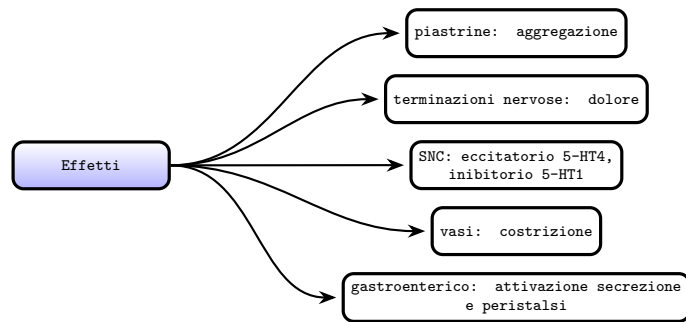 piastrine: aggregazione
terminazioni nervose: dolore
Effetti
SNC: eccitatorio 5-HT4,
inibitorio 5-HT1
vasi: costrizione
gastroenterico: attivazione secrezione
e peristalsi